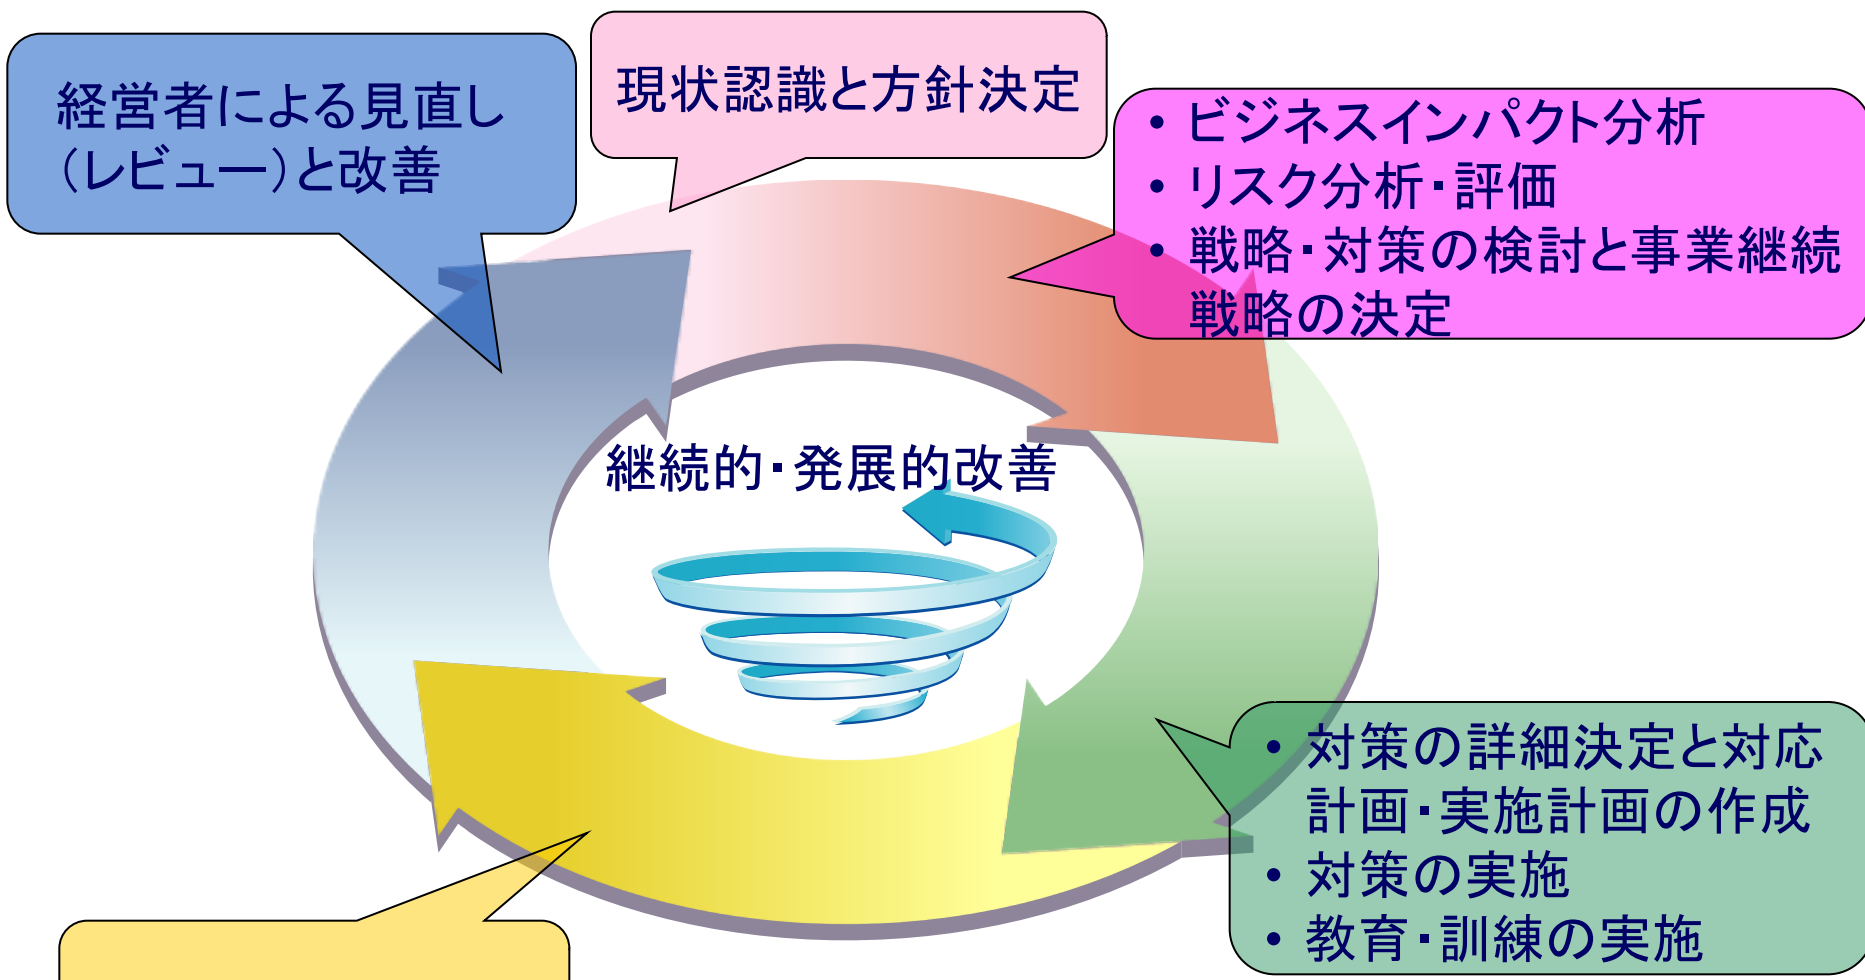 現状認識と方針決定
経営者による見直し
（レビュー）と改善
• ビジネスインパクト分析
• リスク分析・評価
• 戦略・対策の検討と事業継続
戦略の決定
継続的・発展的改善
• 対策の詳細決定と対応
計画・実施計画の作成
• 対策の実施
• 教育・訓練の実施